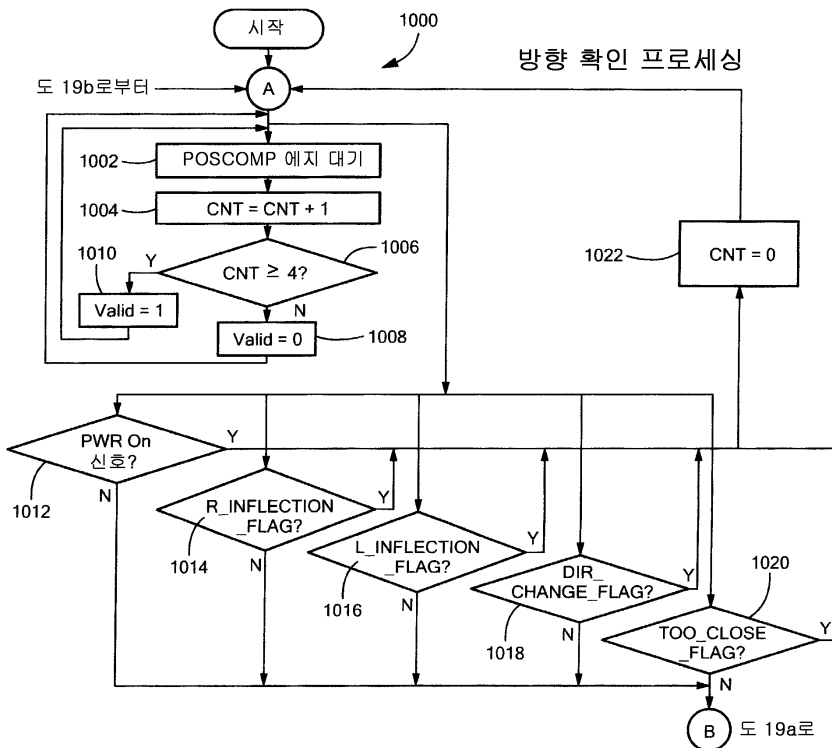 시작
1000
방향 확인 프로세싱
도 19b로부터
A
1002
POSCOMP 에지 대기
1004
CNT = CNT + 1
1006
CNT ≥ 4?
Y
N
1010
Valid = 1
Valid = 0
1008
1022
CNT = 0
PWR On
신호?
Y
N
1012
R_INFLECTION
_FLAG?
Y
N
1014
L_INFLECTION
_FLAG?
Y
N
1016
DIR_
CHANGE_FLAG?
Y
N
1018
1020
TOO_CLOSE
_FLAG?
Y
N
B
도 19a로